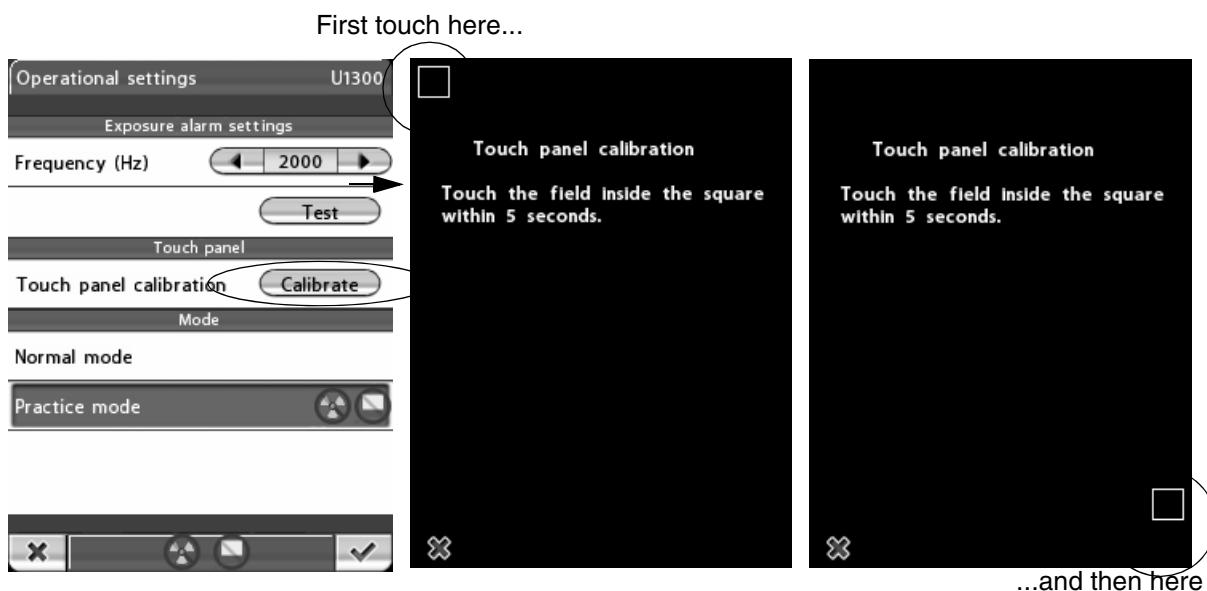 First touch here...
Operational settings U1300
Exposure alarm settings
Frequency (Hz) 2000
Test
Touch panel
Touch panel calibration Calibrate
Mode
Normal mode
Practice mode
Touch panel calibration
Touch the field inside the square
within 5 seconds.
Touch panel calibration
Touch the field inside the square
within 5 seconds.
...and then here